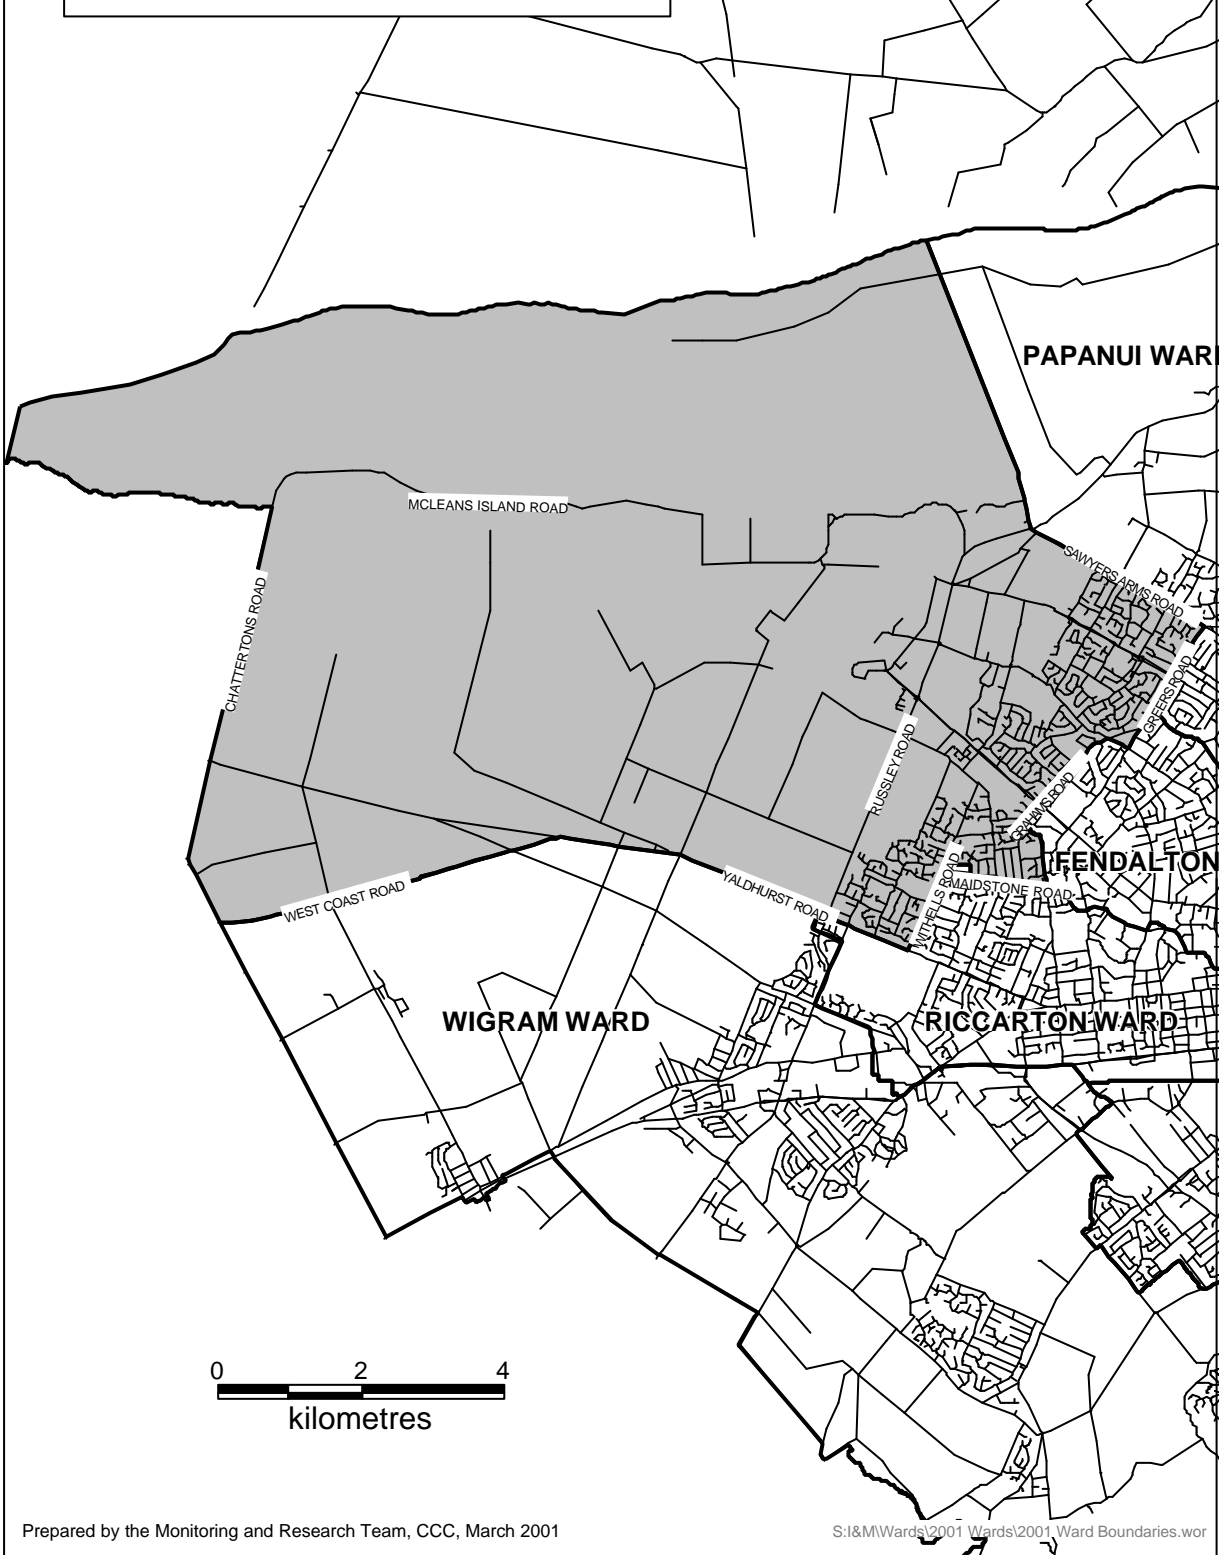 PAPANUI WAR
MCLEANS ISLAND ROAD
SAWYERS ARMS ROAD
CHATTERTONS ROAD
GREERS ROAD
RUSSLEY ROAD
GRAHAMS ROAD
FENDALTON
WITHELLS ROAD
MAIDSTONE ROAD
YALDHURST ROAD
WEST COAST ROAD
WIGRAM WARD
RICCARTON WARD
0 2 4
kilometres
Prepared by the Monitoring and Research Team, CCC, March 2001
S:I&M\Wards\2001 Wards\2001 Ward Boundaries.wor